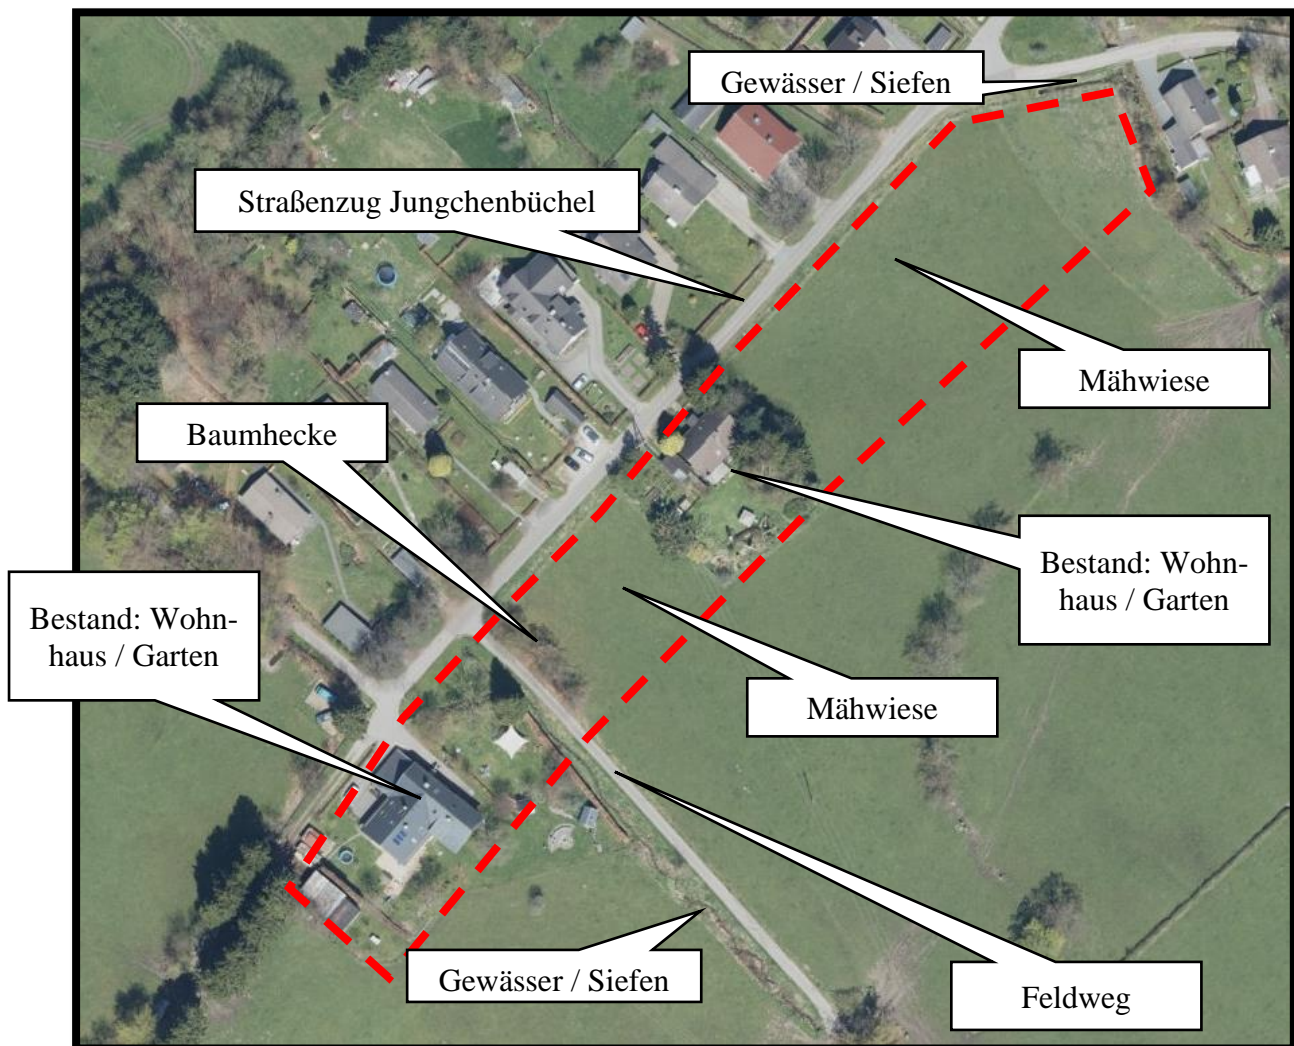 Gewässer / Siefen
Straßenzug Jungchenbüchel
Mähwiese
Baumhecke
Bestand: Wohn-
haus / Garten
Bestand: Wohn-
haus / Garten
Mähwiese
Gewässer / Siefen
Feldweg